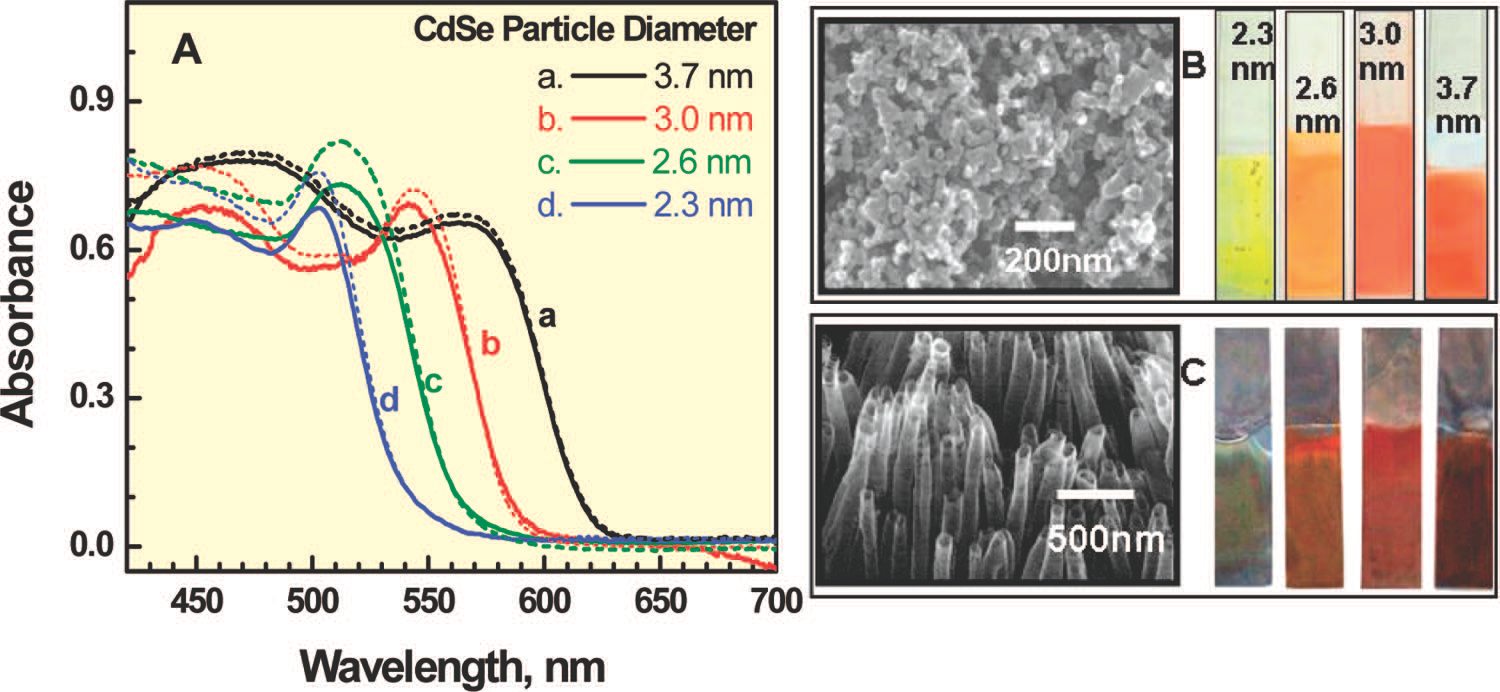 A
CdSe Particle Diameter
a. 3.7 nm
b. 3.0 nm
c. 2.6 nm
d. 2.3 nm
0.9
0.6
0.3
0.0
a
b
c
d
450 500 550 600 650 700
Absorbance
Wavelength, nm
200nm
B
2.3
nm
2.6
nm
3.0
nm
3.7
nm
500nm
C